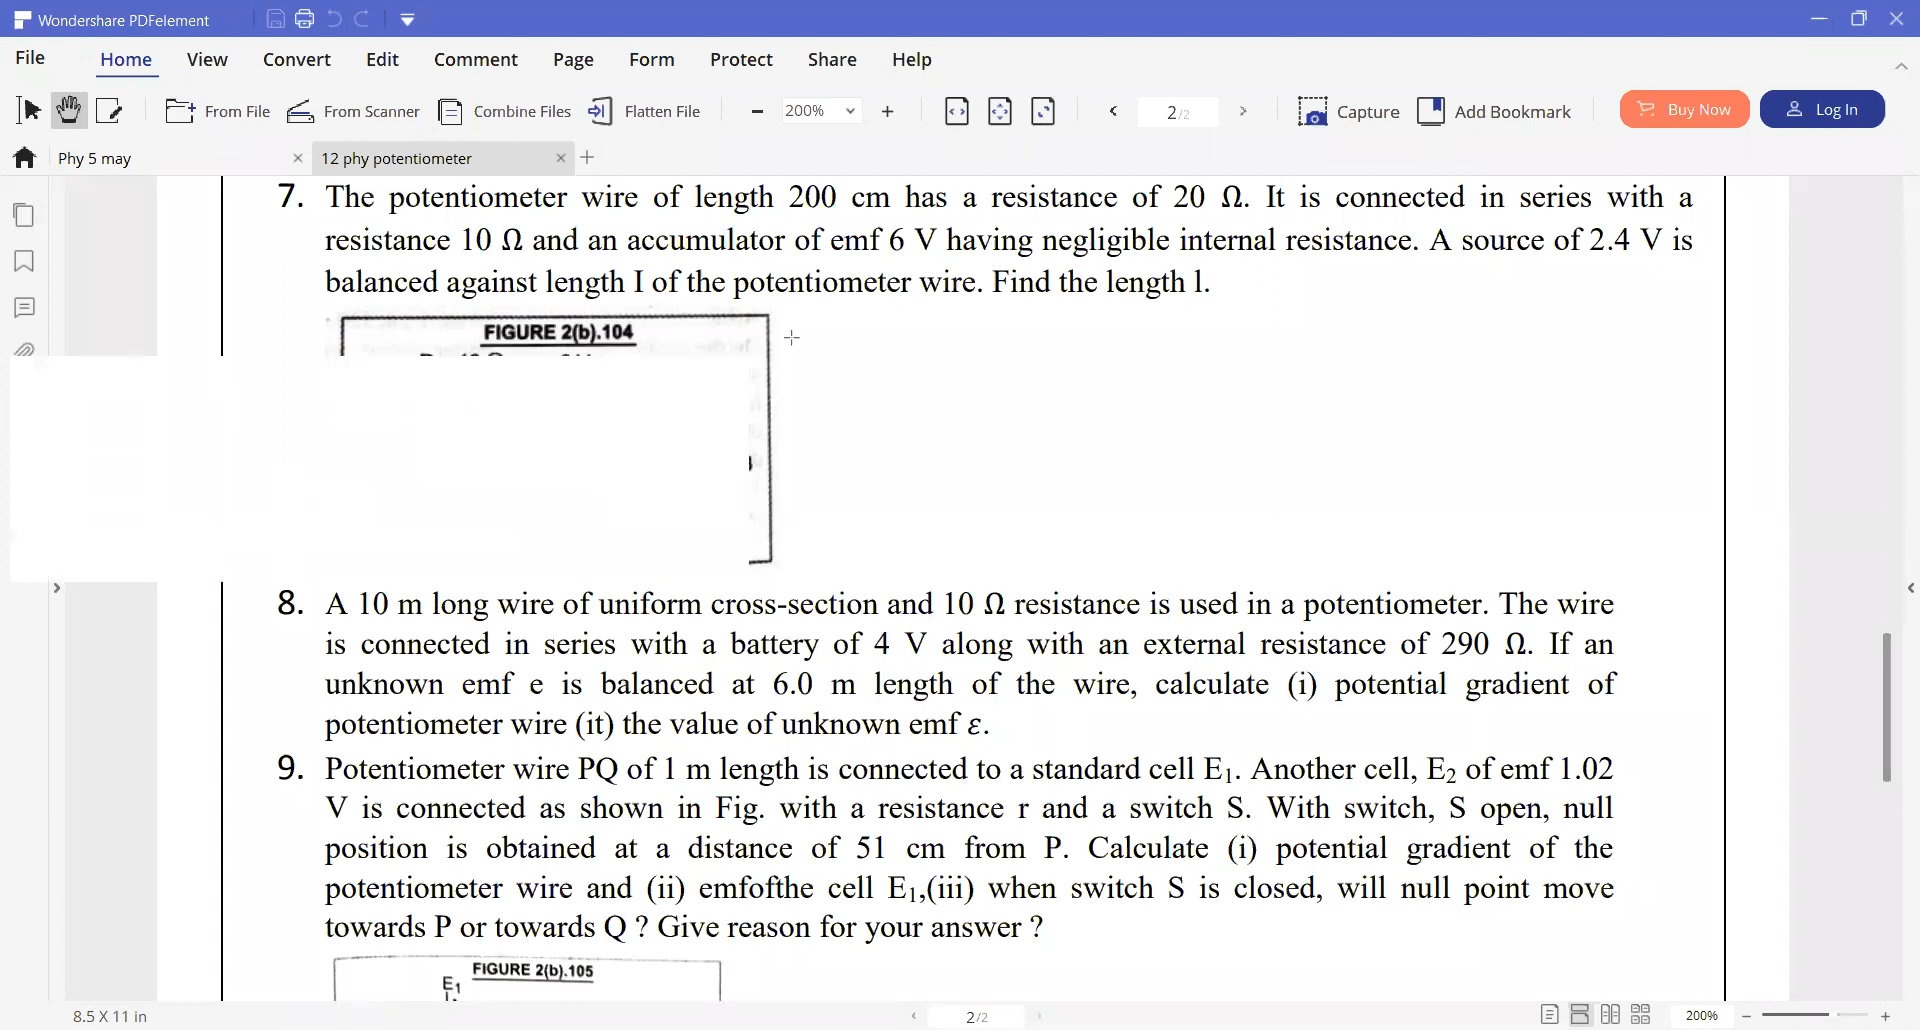 Wondershare PDFelement
File Home View Convert Edit Comment Page Form Protect Share Help
From File From Scanner Combine Files Flatten File 200% 2/2 Capture Add Bookmark Buy Now Log In
Phy 5 may 12 phy potentiometer
7. The potentiometer wire of length 200 cm has a resistance of 20 Ω. It is connected in series with a
resistance 10 Ω and an accumulator of emf 6 V having negligible internal resistance. A source of 2.4 V is
balanced against length I of the potentiometer wire. Find the length l.
FIGURE 2(b).104
8. A 10 m long wire of uniform cross-section and 10 Ω resistance is used in a potentiometer. The wire
is connected in series with a battery of 4 V along with an external resistance of 290 Ω. If an
unknown emf e is balanced at 6.0 m length of the wire, calculate (i) potential gradient of
potentiometer wire (it) the value of unknown emf ε.
9. Potentiometer wire PQ of 1 m length is connected to a standard cell E₁. Another cell, E₂ of emf 1.02
V is connected as shown in Fig. with a resistance r and a switch S. With switch, S open, null
position is obtained at a distance of 51 cm from P. Calculate (i) potential gradient of the
potentiometer wire and (ii) emfofthe cell E₁,(iii) when switch S is closed, will null point move
towards P or towards Q ? Give reason for your answer ?
FIGURE 2(b).105
E₁
8.5 X 11 in 2/2 200%